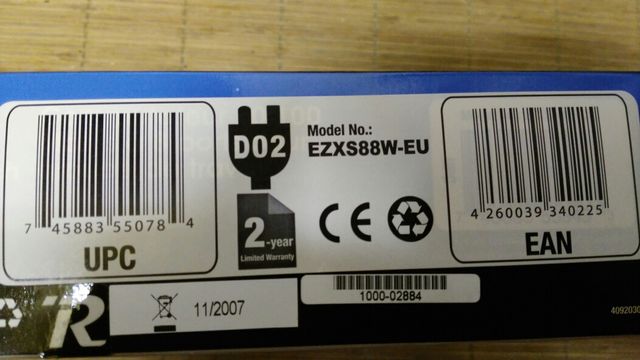 7 45883 55078 4
UPC
D02
2-year
Limited Warranty
Model No.:
EZXS88W-EU
CE
4 260039 340225
EAN
11/2007
1000-02884
R